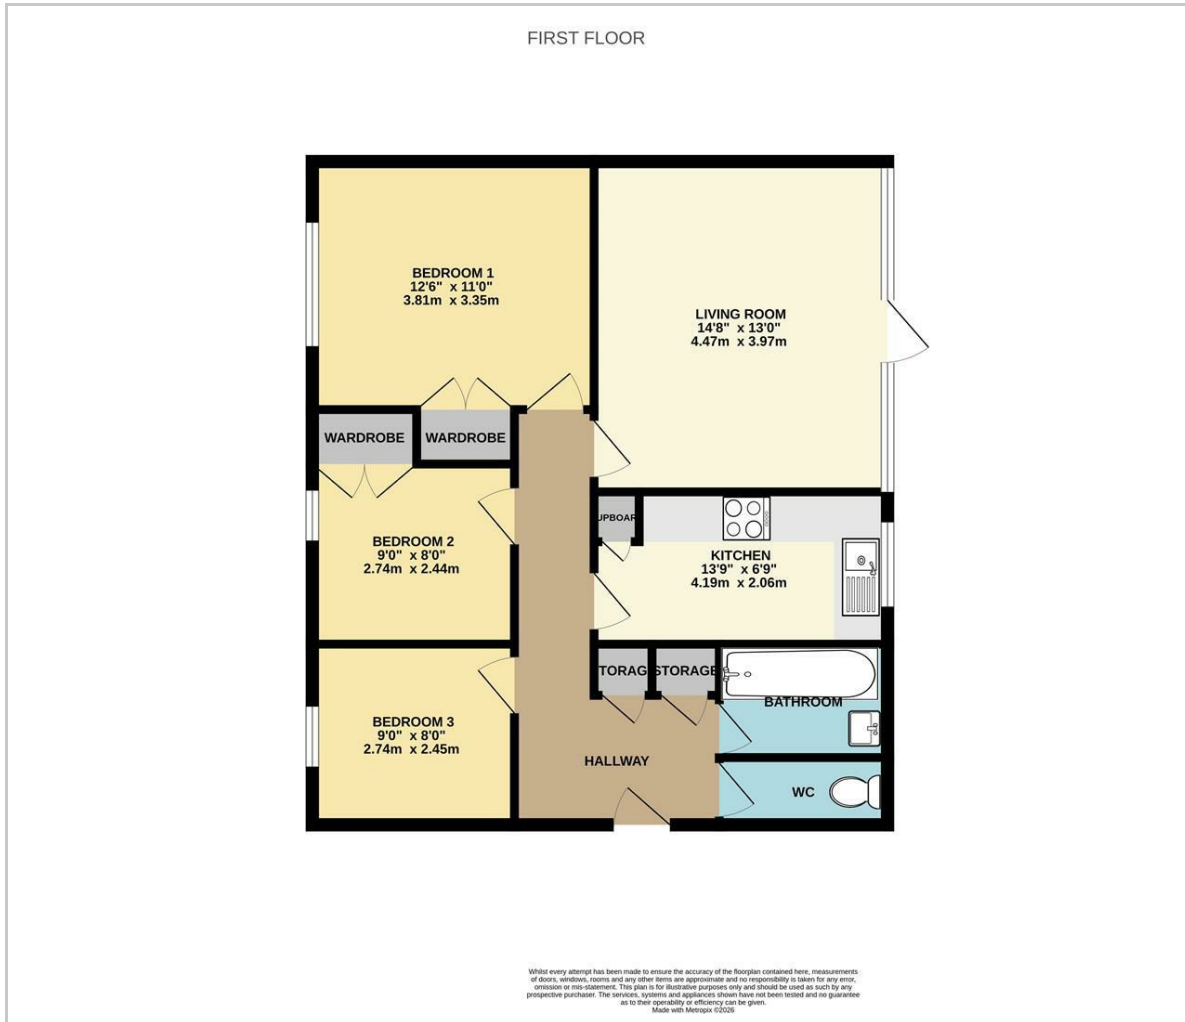 FIRST FLOOR
BEDROOM 1
12'6" x 11'0"
3.81m x 3.35m
LIVING ROOM
14'8" x 13'0"
4.47m x 3.97m
WARDROBE
WARDROBE
UPBOAR
BEDROOM 2
9'0" x 8'0"
2.74m x 2.44m
KITCHEN
13'9" x 6'9"
4.19m x 2.06m
TORAG
STORAGE
BATHROOM
BEDROOM 3
9'0" x 8'0"
2.74m x 2.45m
HALLWAY
WC
Whilst every attempt has been made to ensure the accuracy of the floorplan contained here, measurements
of doors, windows, rooms and any other items are approximate and no responsibility is taken for any error,
omission or mis-statement. This plan is for illustrative purposes only and should be used as such by any
prospective purchaser. The services, systems and appliances shown have not been tested and no guarantee
as to their operability or efficiency can be given.
Made with Metropix ©2026